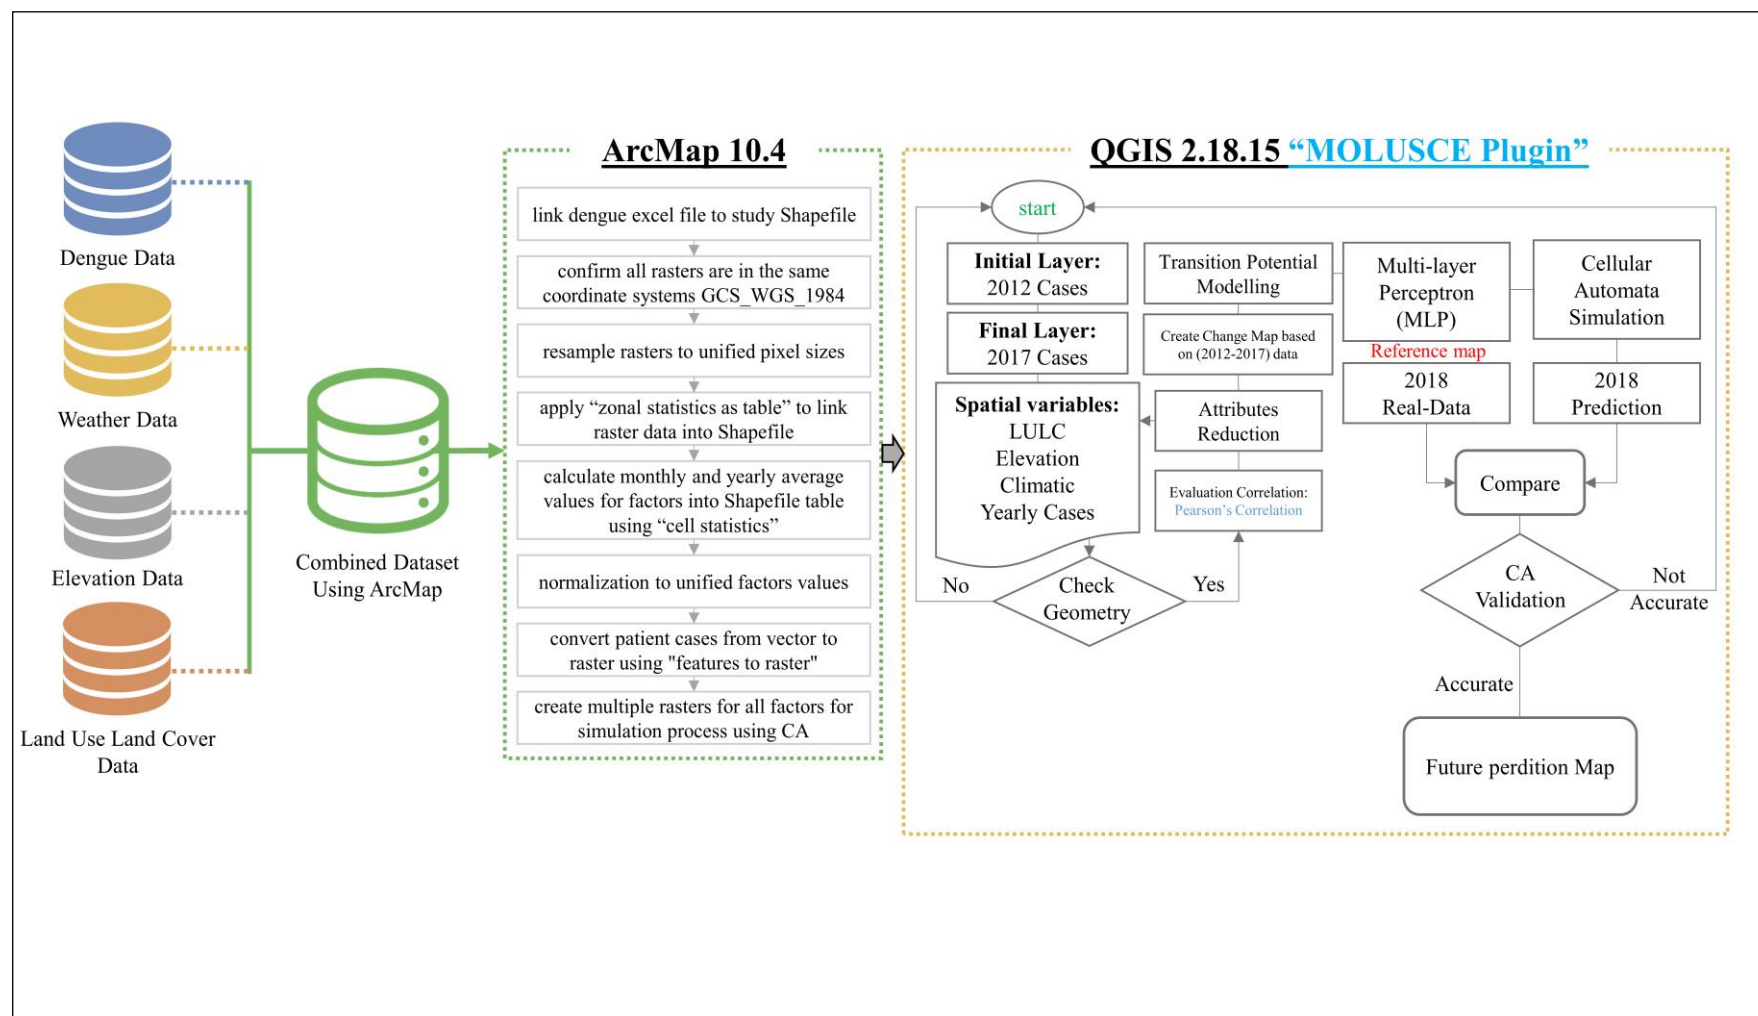 Dengue Data
Weather Data
Elevation Data
Land Use Land Cover
Data
Combined Dataset
Using ArcMap
ArcMap 10.4
link dengue excel file to study Shapefile
confirm all rasters are in the same
coordinate systems GCS_WGS_1984
resample rasters to unified pixel sizes
apply “zonal statistics as table” to link
raster data into Shapefile
calculate monthly and yearly average
values for factors into Shapefile table
using “cell statistics”
normalization to unified factors values
convert patient cases from vector to
raster using "features to raster"
create multiple rasters for all factors for
simulation process using CA
QGIS 2.18.15 “MOLUSCE Plugin”
start
Initial Layer:
2012 Cases
Final Layer:
2017 Cases
Spatial variables:
LULC
Elevation
Climatic
Yearly Cases
Check
Geometry
No
Yes
Evaluation Correlation:
Pearson’s Correlation
Attributes
Reduction
Create Change Map based
on (2012-2017) data
Transition Potential
Modelling
Multi-layer
Perceptron
(MLP)
Cellular
Automata
Simulation
Reference map
2018
Real-Data
2018
Prediction
Compare
CA
Validation
Not
Accurate
Accurate
Future perdition Map